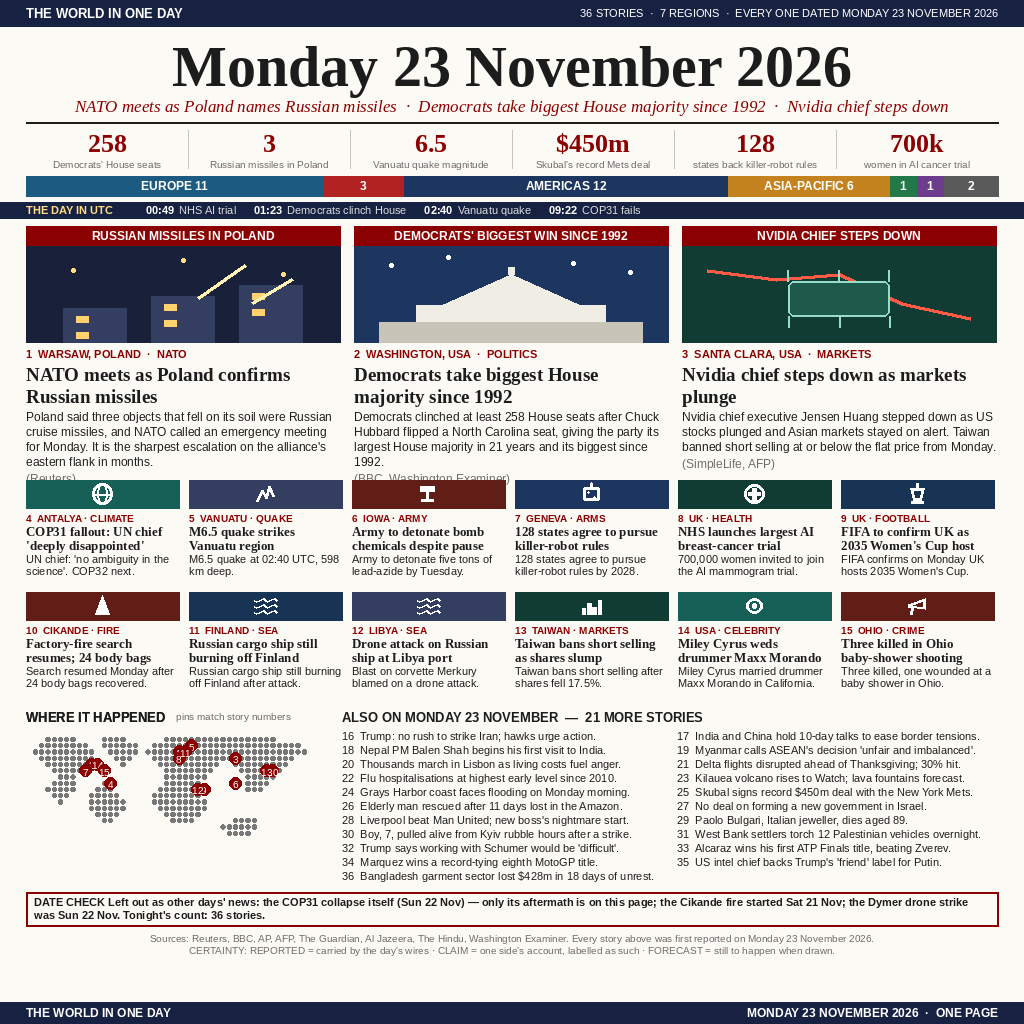 THE WORLD IN ONE DAY
36 STORIES · 7 REGIONS · EVERY ONE DATED MONDAY 23 NOVEMBER 2026
Monday 23 November 2026
NATO meets as Poland names Russian missiles · Democrats take biggest House majority since 1992 · Nvidia chief steps down
258
Democrats' House seats
3
Russian missiles in Poland
6.5
Vanuatu quake magnitude
$450m
Skubal's record Mets deal
128
states back killer-robot rules
700k
women in AI cancer trial
EUROPE 11
3
AMERICAS 12
ASIA-PACIFIC 6
1
1
2
THE DAY IN UTC
00:49 NHS AI trial
01:23 Democrats clinch House
02:40 Vanuatu quake
09:22 COP31 fails
RUSSIAN MISSILES IN POLAND
1 WARSAW, POLAND · NATO
NATO meets as Poland confirms
Russian missiles
Poland said three objects that fell on its soil were Russian
cruise missiles, and NATO called an emergency meeting
for Monday. It is the sharpest escalation on the alliance's
eastern flank in months.
(Reuters)
DEMOCRATS' BIGGEST WIN SINCE 1992
2 WASHINGTON, USA · POLITICS
Democrats take biggest House
majority since 1992
Democrats clinched at least 258 House seats after Chuck
Hubbard flipped a North Carolina seat, giving the party its
largest House majority in 21 years and its biggest since
1992.
(BBC, Washington Examiner)
NVIDIA CHIEF STEPS DOWN
3 SANTA CLARA, USA · MARKETS
Nvidia chief steps down as markets
plunge
Nvidia chief executive Jensen Huang stepped down as US
stocks plunged and Asian markets stayed on alert. Taiwan
banned short selling at or below the flat price from Monday.
(SimpleLife, AFP)
4 ANTALYA · CLIMATE
COP31 fallout: UN chief
'deeply disappointed'
UN chief: 'no ambiguity in the
science'. COP32 next.
5 VANUATU · QUAKE
M6.5 quake strikes
Vanuatu region
M6.5 quake at 02:40 UTC, 598
km deep.
6 IOWA · ARMY
Army to detonate bomb
chemicals despite pause
Army to detonate five tons of
lead-azide by Tuesday.
7 GENEVA · ARMS
128 states agree to pursue
killer-robot rules
128 states agree to pursue
killer-robot rules by 2028.
8 UK · HEALTH
NHS launches largest AI
breast-cancer trial
700,000 women invited to join
the AI mammogram trial.
9 UK · FOOTBALL
FIFA to confirm UK as
2035 Women's Cup host
FIFA confirms on Monday UK
hosts 2035 Women's Cup.
10 CIKANDE · FIRE
Factory-fire search
resumes; 24 body bags
Search resumed Monday after
24 body bags recovered.
11 FINLAND · SEA
Russian cargo ship still
burning off Finland
Russian cargo ship still burning
off Finland after attack.
12 LIBYA · SEA
Drone attack on Russian
ship at Libya port
Blast on corvette Merkury
blamed on a drone attack.
13 TAIWAN · MARKETS
Taiwan bans short selling
as shares slump
Taiwan bans short selling after
shares fell 17.5%.
14 USA · CELEBRITY
Miley Cyrus weds
drummer Maxx Morando
Miley Cyrus married drummer
Maxx Morando in California.
15 OHIO · CRIME
Three killed in Ohio
baby-shower shooting
Three killed, one wounded at a
baby shower in Ohio.
WHERE IT HAPPENED pins match story numbers
ALSO ON MONDAY 23 NOVEMBER — 21 MORE STORIES
16 Trump: no rush to strike Iran; hawks urge action.
17 India and China hold 10-day talks to ease border tensions.
18 Nepal PM Balen Shah begins his first visit to India.
19 Myanmar calls ASEAN's decision 'unfair and imbalanced'.
20 Thousands march in Lisbon as living costs fuel anger.
21 Delta flights disrupted ahead of Thanksgiving; 30% hit.
22 Flu hospitalisations at highest early level since 2010.
23 Kilauea volcano alert cut to Watch; lava fountains forecast.
24 Grays Harbor coast faces flooding on Monday morning.
25 Skubal signs record $450m deal with the New York Mets.
26 Elderly man rescued after 11 days lost in the Amazon.
27 No deal on forming a new government in Israel.
28 Liverpool beat Man United; new boss's nightmare start.
29 Paolo Bulgari, Italian jeweller, dies aged 89.
30 Boy, 7, pulled alive from Kyiv rubble hours after a strike.
31 West Bank settlers torch 12 Palestinian vehicles overnight.
32 Trump says working with Schumer would be 'difficult'.
33 Alcaraz wins his first ATP Finals title, beating Zverev.
34 Marquez wins a record-tying eighth MotoGP title.
35 US intel chief backs Trump's 'friend' label for Putin.
36 Bangladesh garment sector lost $428m in 18 days of unrest.
DATE CHECK Left out as other days' news: the COP31 collapse itself (Sun 22 Nov) — only its aftermath is on this page; the Cikande fire started Sat 21 Nov; the Dymer drone strike
was Sun 22 Nov. Tonight's count: 36 stories.
Sources: Reuters, BBC, AP, AFP, The Guardian, Al Jazeera, The Hindu, Washington Examiner. Every story above was first reported on Monday 23 November 2026.
CERTAINTY: REPORTED = carried by the day's wires · CLAIM = one side's account, labelled as such · FORECAST = still to happen when drawn.
THE WORLD IN ONE DAY
MONDAY 23 NOVEMBER 2026 · ONE PAGE